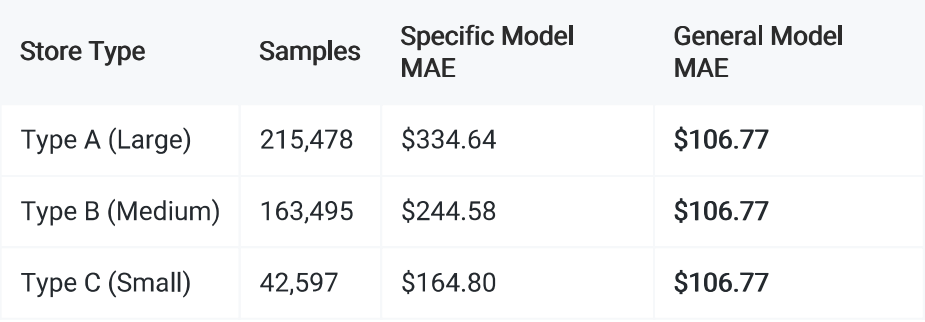 Store Type Samples Specific Model MAE General Model MAE
Type A (Large) 215,478 $334.64 $106.77
Type B (Medium) 163,495 $244.58 $106.77
Type C (Small) 42,597 $164.80 $106.77